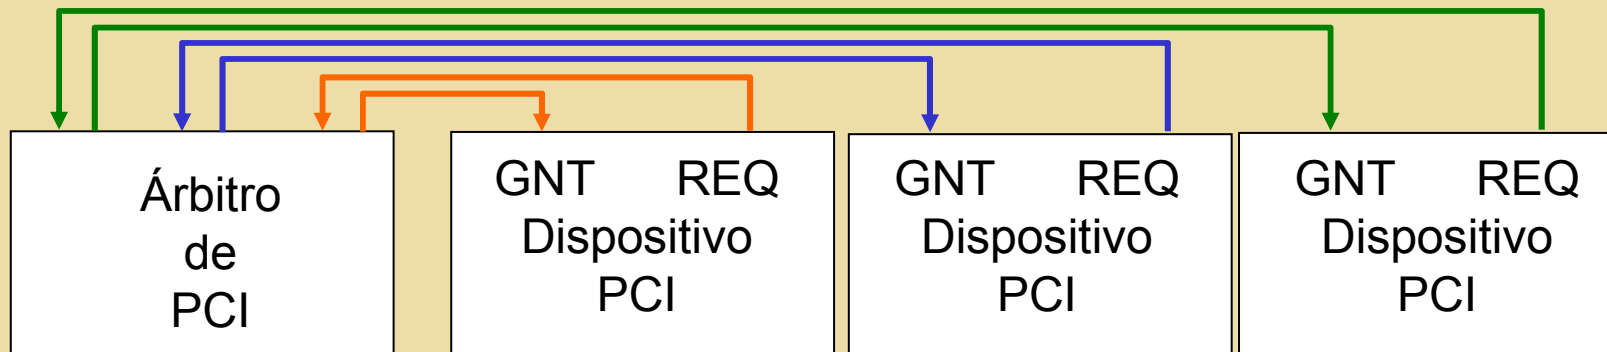 Árbitro
de
PCI
GNT REQ
Dispositivo
PCI
GNT REQ
Dispositivo
PCI
GNT REQ
Dispositivo
PCI